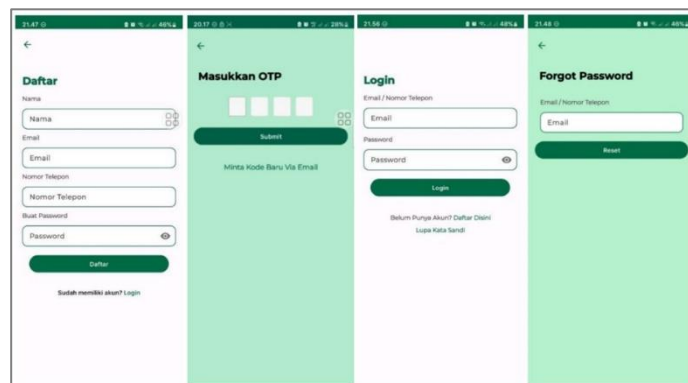 21.47
46%
Daftar
Nama
Nama
Email
Email
Nomor Telepon
Nomor Telepon
Buat Password
Password
Daftar
Sudah memiliki akun? Login
20.17
28%
Masukkan OTP
Submit
Minta Kode Baru Via Email
21.56
48%
Login
Email / Nomor Telepon
Email
Password
Password
Login
Belum Punya Akun? Daftar Disini
Lupa Kata Sandi
21.48
46%
Forgot Password
Email / Nomor Telepon
Email
Reset